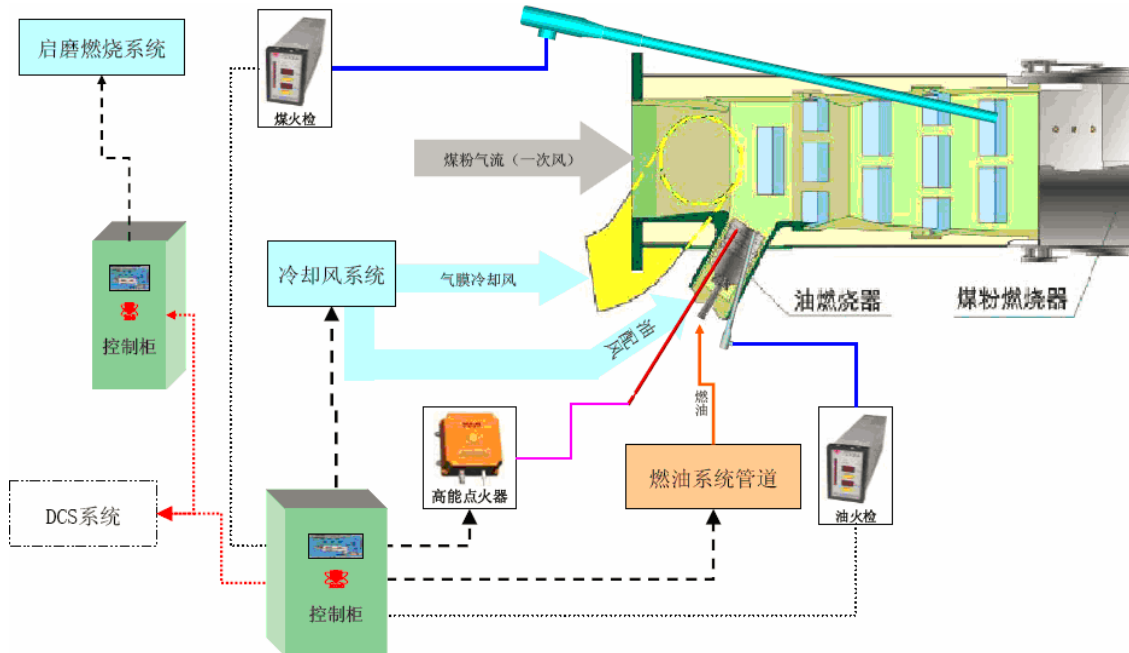 启磨燃烧系统
煤火检
煤粉气流（一次风）
冷却风系统
气膜冷却风
油配风
油燃烧器
煤粉燃烧器
控制柜
燃油
高能点火器
燃油系统管道
油火检
DCS系统
控制柜